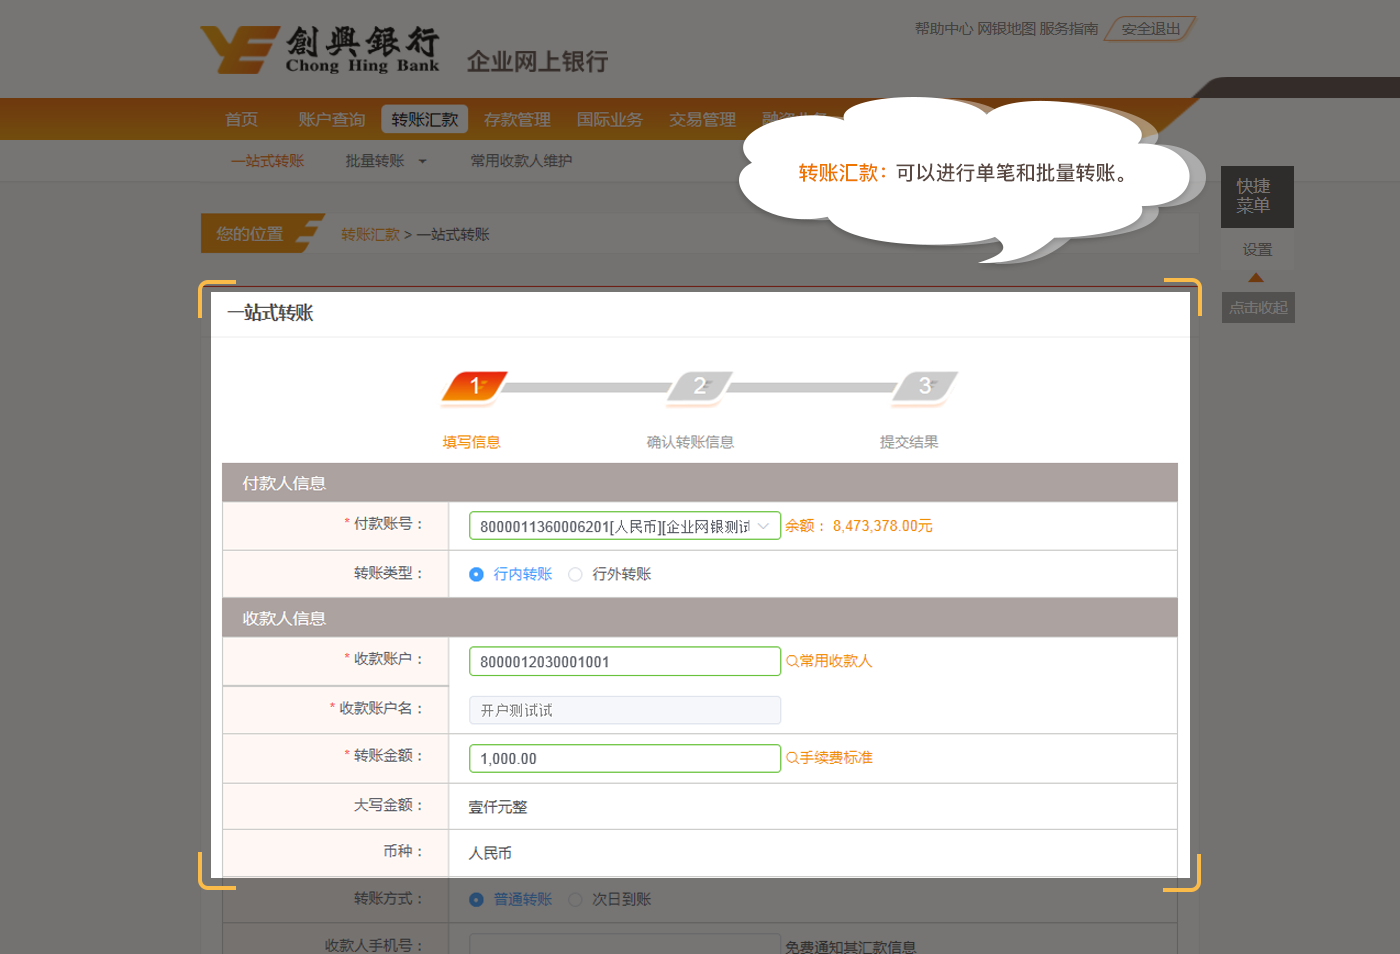 創興銀行
Chong Hing Bank
企业网上银行
帮助中心 网银地图 服务指南 安全退出
首页 账户查询 转账汇款 存款管理 国际业务 交易管理 融资业务
一站式转账 批量转账 常用收款人维护
转账汇款：可以进行单笔和批量转账。
快捷
菜单
设置
点击收起
您的位置 转账汇款 > 一站式转账
一站式转账
1 2 3
填写信息 确认转账信息 提交结果
付款人信息
* 付款账号： 8000011360006201[人民币][企业网银测试 余额： 8,473,378.00元
转账类型： 行内转账 行外转账
收款人信息
* 收款账户： 8000012030001001 常用收款人
* 收款账户名： 开户测试试
* 转账金额： 1,000.00 手续费标准
大写金额： 壹仟元整
币种： 人民币
转账方式： 普通转账 次日到账
收款人手机号： 免费通知其汇款信息